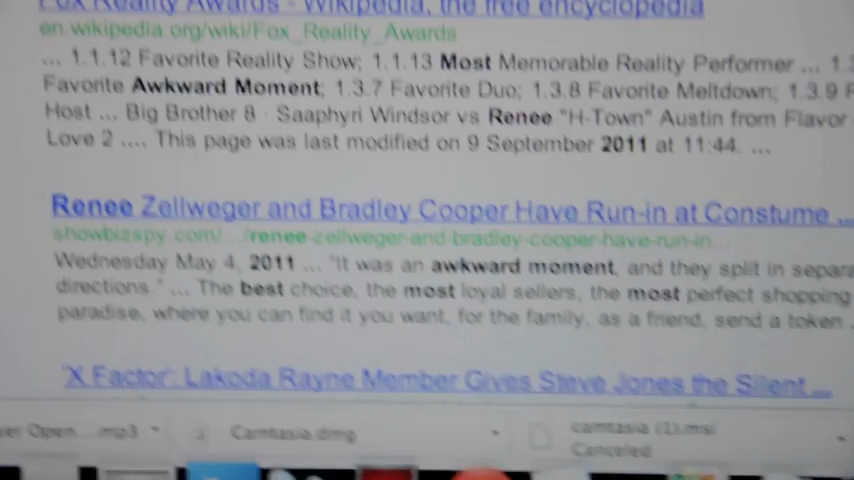 Fox Reality Awards - Wikipedia, the free encyclopedia
en.wikipedia.org/wiki/Fox_Reality_Awards
... 1.1.12 Favorite Reality Show; 1.1.13 Most Memorable Reality Performer ... 1.
Favorite Awkward Moment; 1.3.7 Favorite Duo; 1.3.8 Favorite Meltdown; 1.3.9 F
Host ... Big Brother 8 · Saaphyri Windsor vs Renee "H-Town" Austin from Flavor
Love 2 .... This page was last modified on 9 September 2011 at 11:44. ...
Renee Zellweger and Bradley Cooper Have Run-in at Constume ...
showbizspy.com/.../renee-zellweger-and-bradley-cooper-have-run-in...
Wednesday May 4, 2011 ... "It was an awkward moment, and they split in separa
directions." ... The best choice, the most loyal sellers, the most perfect shopping
paradise, where you can find it you want, for the family, as a friend, send a token ..
'X Factor': Lakoda Rayne Member Gives Steve Jones the Silent ...
er Open....mp3
Camtasia.dmg
camtasia (1).msi
Canceled